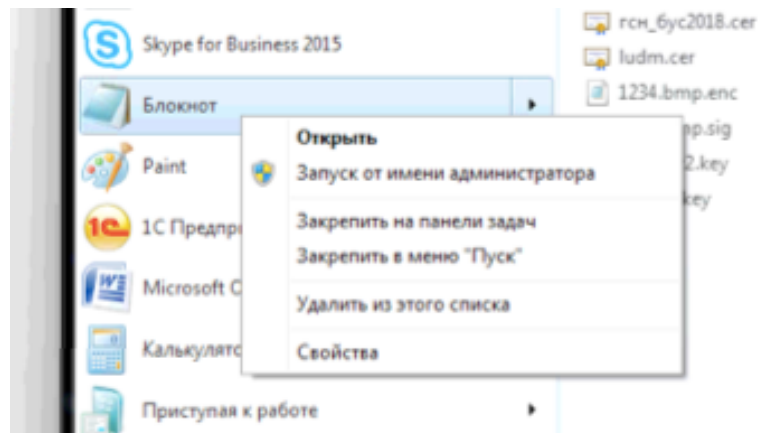 Skype for Business 2015
Блокнот
Paint
1С
Microsoft
Приступая к работе
Открыть
Запуск от имени администратора
Закрепить на панели задач
Закрепить в меню "Пуск"
Удалить из этого списка
Свойства
гсн_бус2018.cer
ludm.cer
1234.bmp.enc